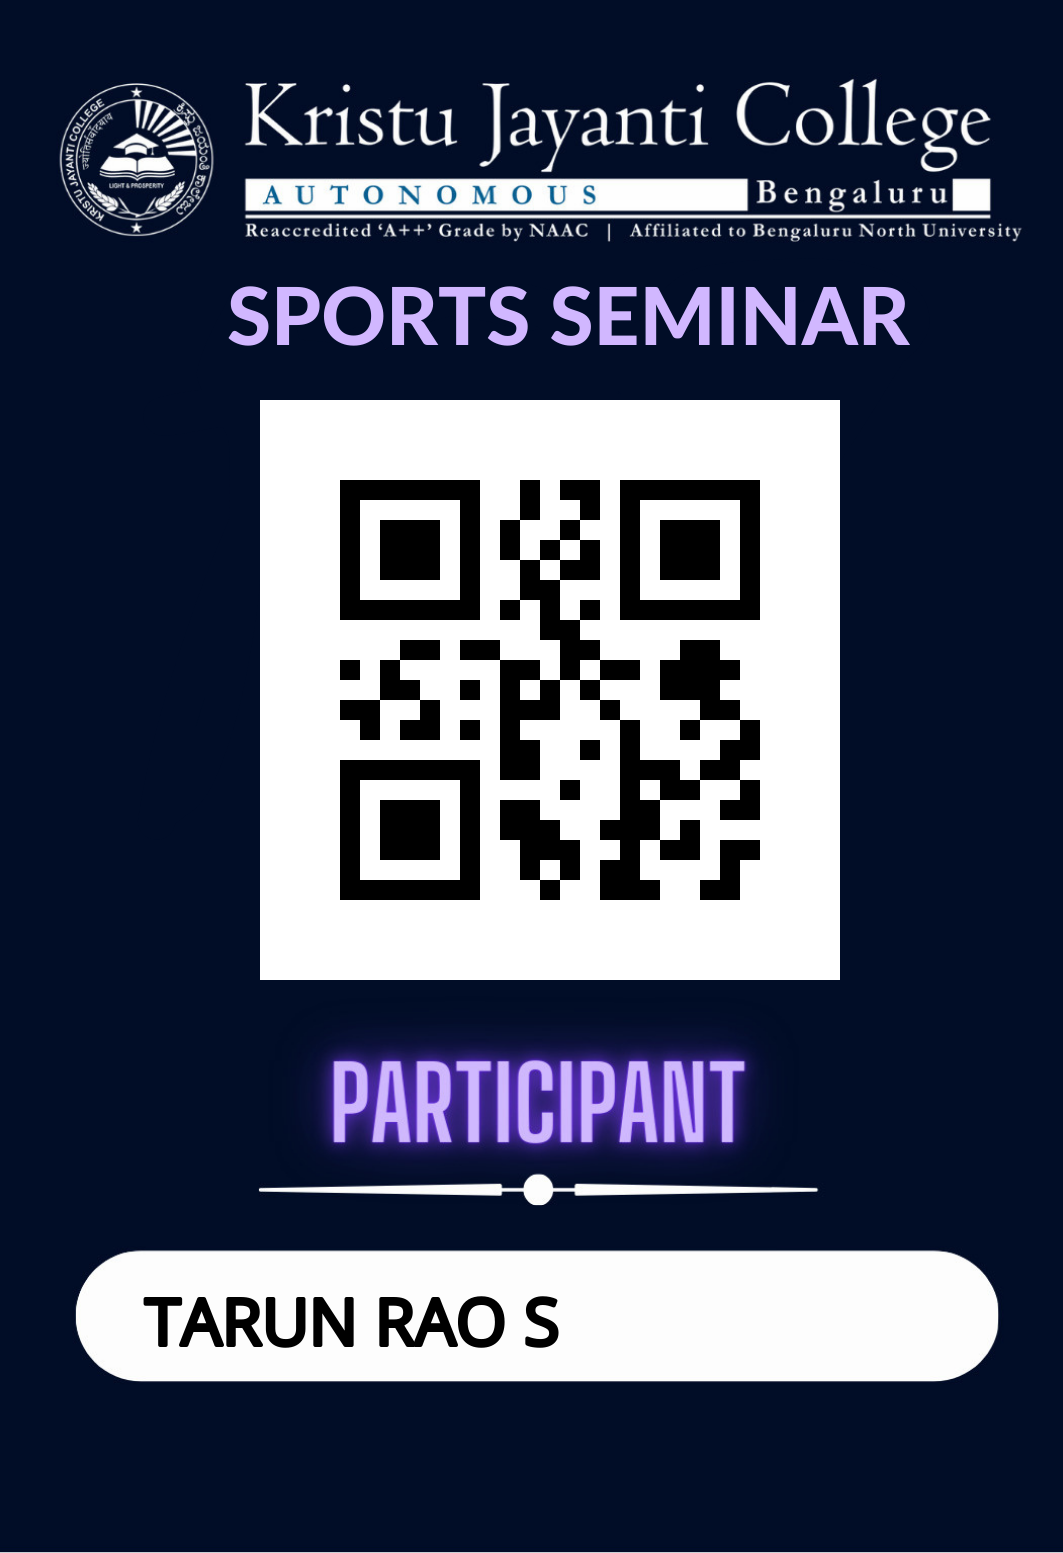 KRISTU JAYANTI COLLEGE
ಕ್ರಿಸ್ತು ಜಯಂತಿ ಕಾಲೇಜು
LIGHT & PROSPERITY
Kristu Jayanti College
AUTONOMOUS Bengaluru
Reaccredited ‘A++’ Grade by NAAC | Affiliated to Bengaluru North University
SPORTS SEMINAR
PARTICIPANT
TARUN RAO S